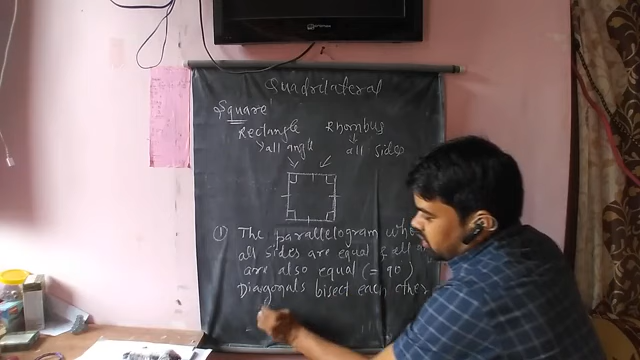 Quadrilateral
Square
Rectangle Rhombus
all angle all sides
① The parallelogram
all sides are equal & all
are also equal (= 90)
Diagonals bisect each other